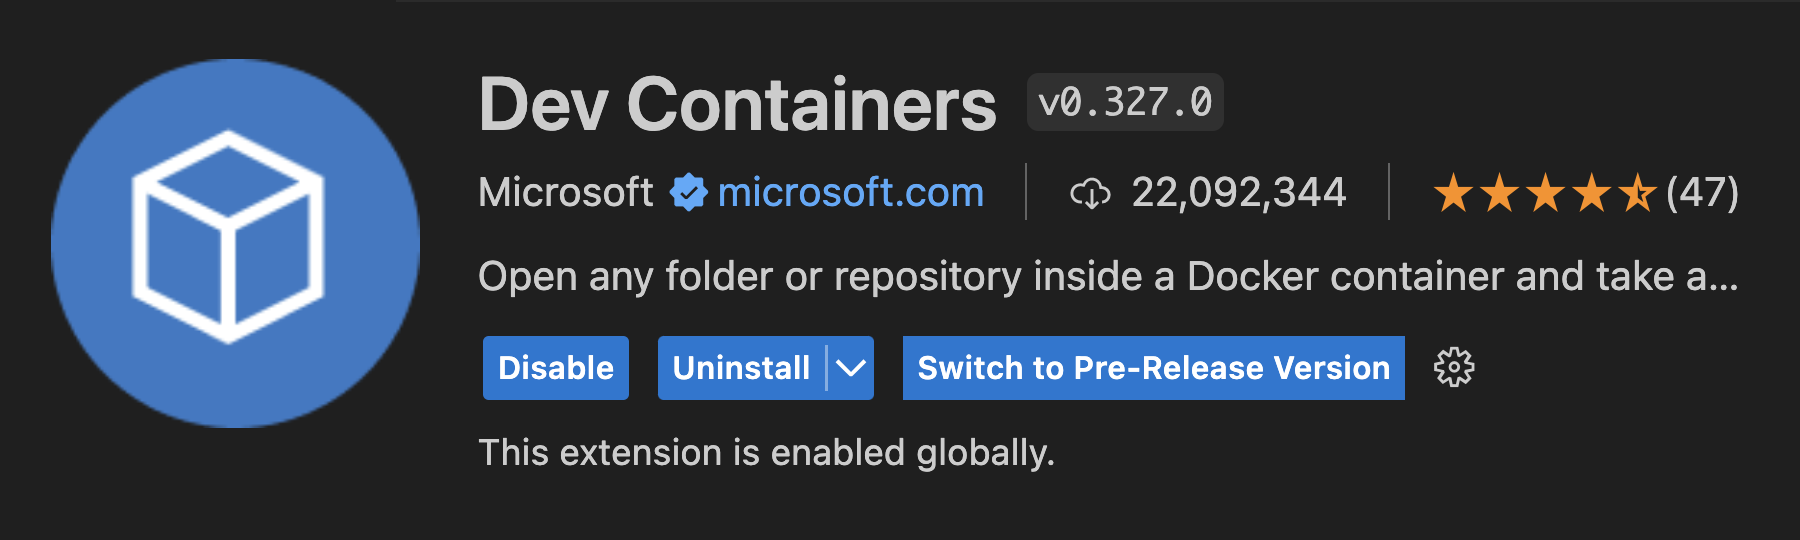 Dev Containers v0.327.0
Microsoft microsoft.com 22,092,344 (47)
Open any folder or repository inside a Docker container and take a...
Disable Uninstall Switch to Pre-Release Version
This extension is enabled globally.